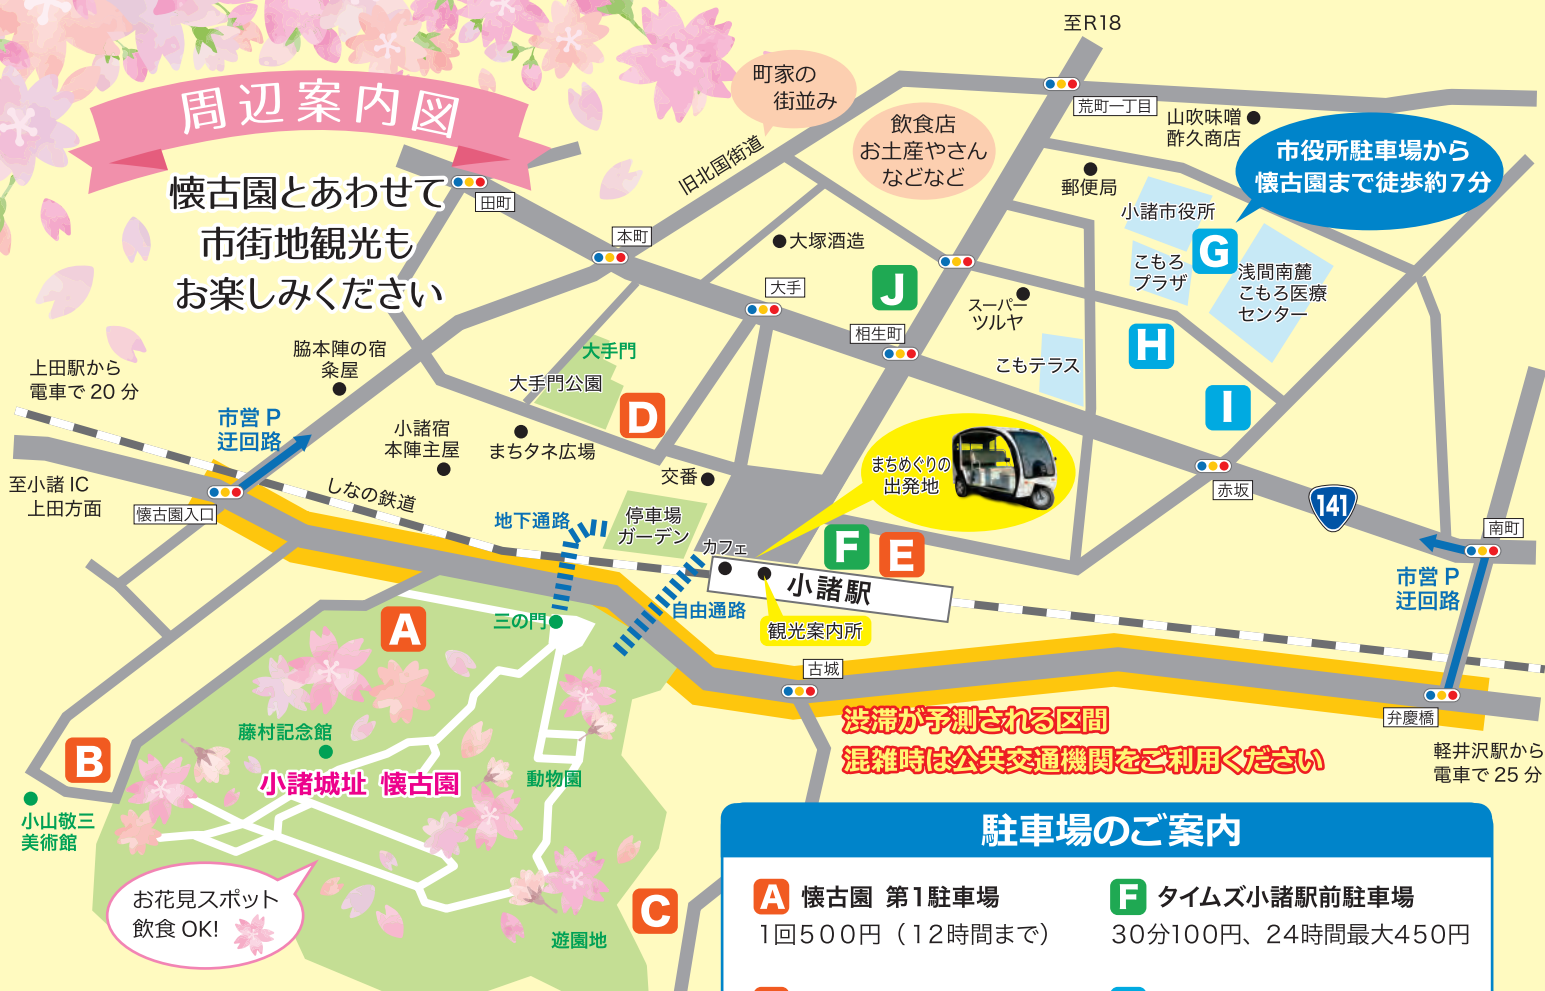 周辺案内図
懐古園とあわせて
市街地観光も
お楽しみください
至R18
町家の
街並み
旧北国街道
飲食店
お土産やさん
などなど
荒町一丁目
山吹味噌
酢久商店
市役所駐車場から
懐古園まで徒歩約7分
郵便局
小諸市役所
G
こもろ
プラザ
浅間南麓
こもろ医療
センター
田町
本町
大塚酒造
大手
J
相生町
スーパー
ツルヤ
こもテラス
H
I
上田駅から
電車で20分
脇本陣の宿
粂屋
市営P
迂回路
大手門
大手門公園
D
小諸宿
本陣主屋
まちタネ広場
交番
まちめぐりの
出発地
赤坂
141
南町
至小諸IC
上田方面
懐古園入口
しなの鉄道
地下通路
停車場
ガーデン
カフェ
F
E
小諸駅
自由通路
観光案内所
市営P
迂回路
A
三の門
古城
弁慶橋
渋滞が予測される区間
混雑時は公共交通機関をご利用ください
軽井沢駅から
電車で25分
藤村記念館
小諸城址 懐古園
動物園
B
小山敬三
美術館
お花見スポット
飲食OK!
C
遊園地
駐車場のご案内
A 懐古園 第1駐車場
1回500円（12時間まで）
F タイムズ小諸駅前駐車場
30分100円、24時間最大450円